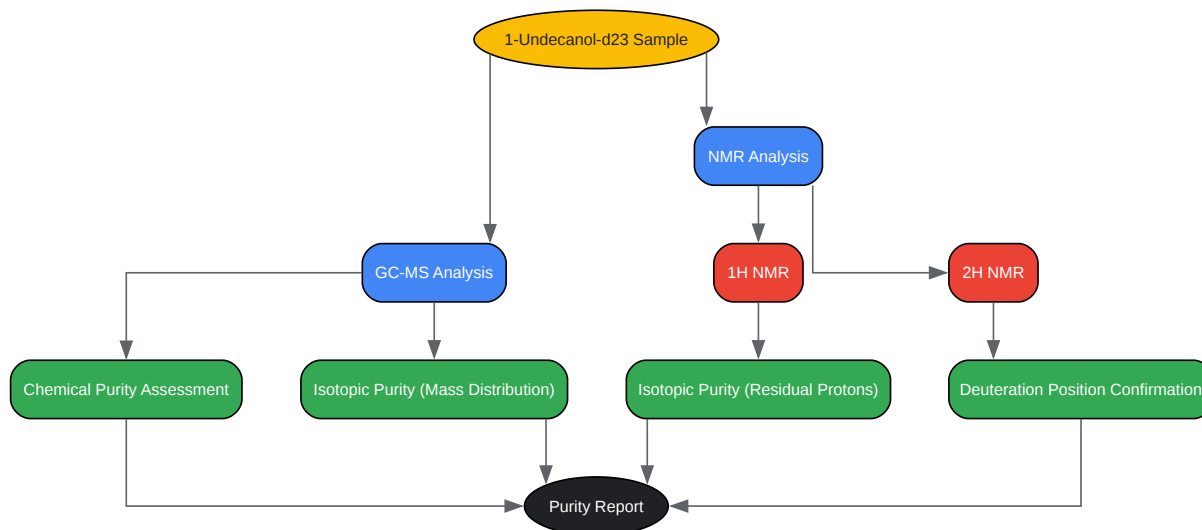 1-Undecanol-d23 Sample
NMR Analysis
GC-MS Analysis
1H NMR
2H NMR
Chemical Purity Assessment
Isotopic Purity (Mass Distribution)
Isotopic Purity (Residual Protons)
Deuteration Position Confirmation
Purity Report